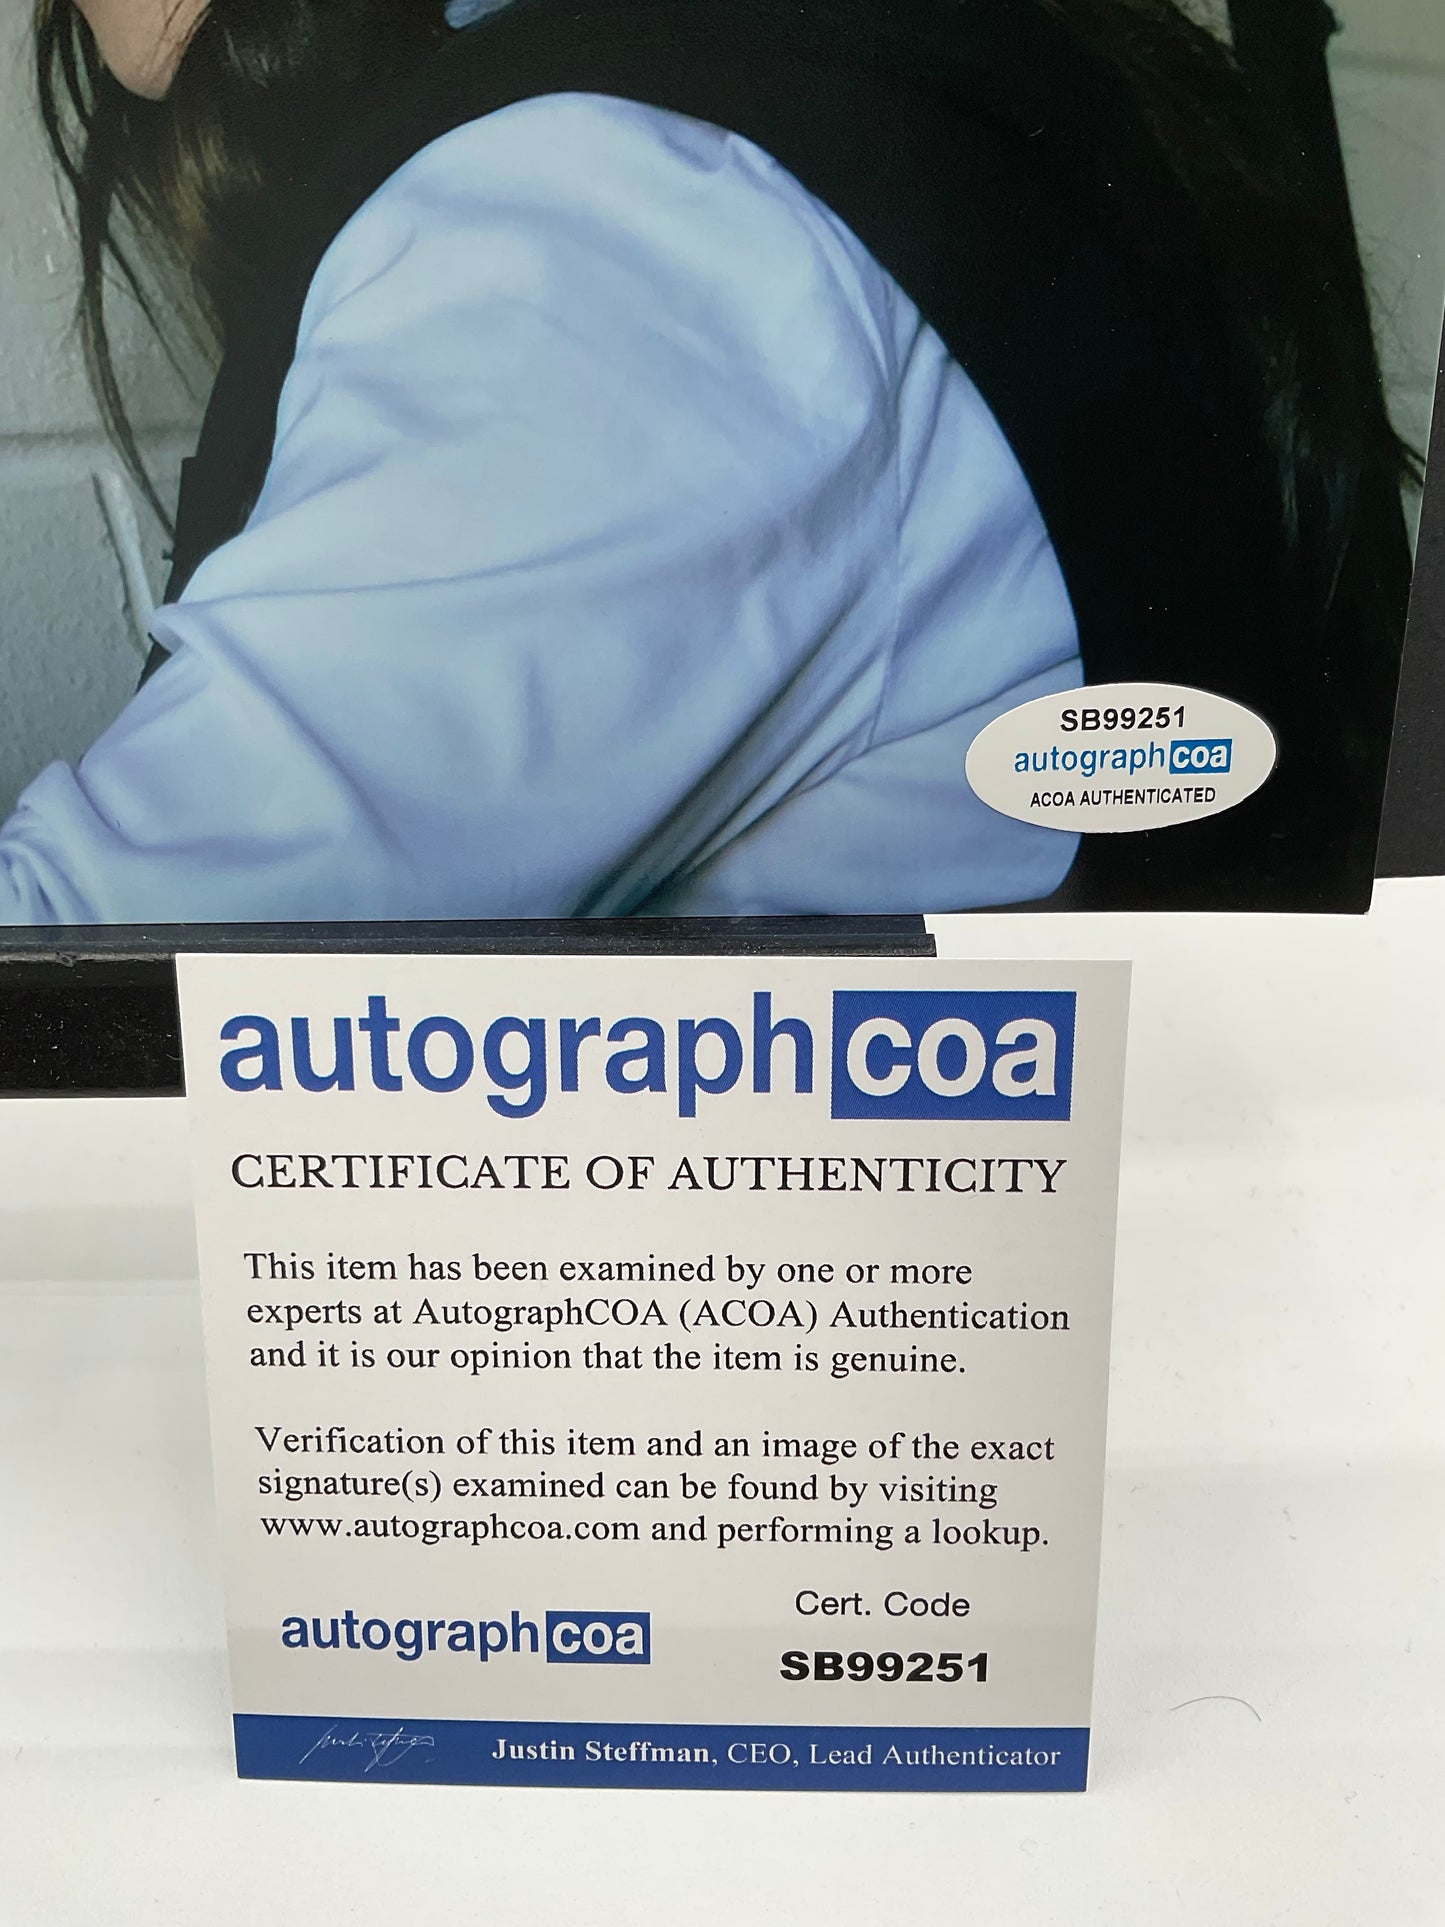 SB99251
autographcoa
ACOA AUTHENTICATED
autographcoa
CERTIFICATE OF AUTHENTICITY
This item has been examined by one or more
experts at AutographCOA (ACOA) Authentication
and it is our opinion that the item is genuine.
Verification of this item and an image of the exact
signature(s) examined can be found by visiting
www.autographcoa.com and performing a lookup.
Cert. Code
autographcoa
SB99251
Justin Steffman, CEO, Lead Authenticator